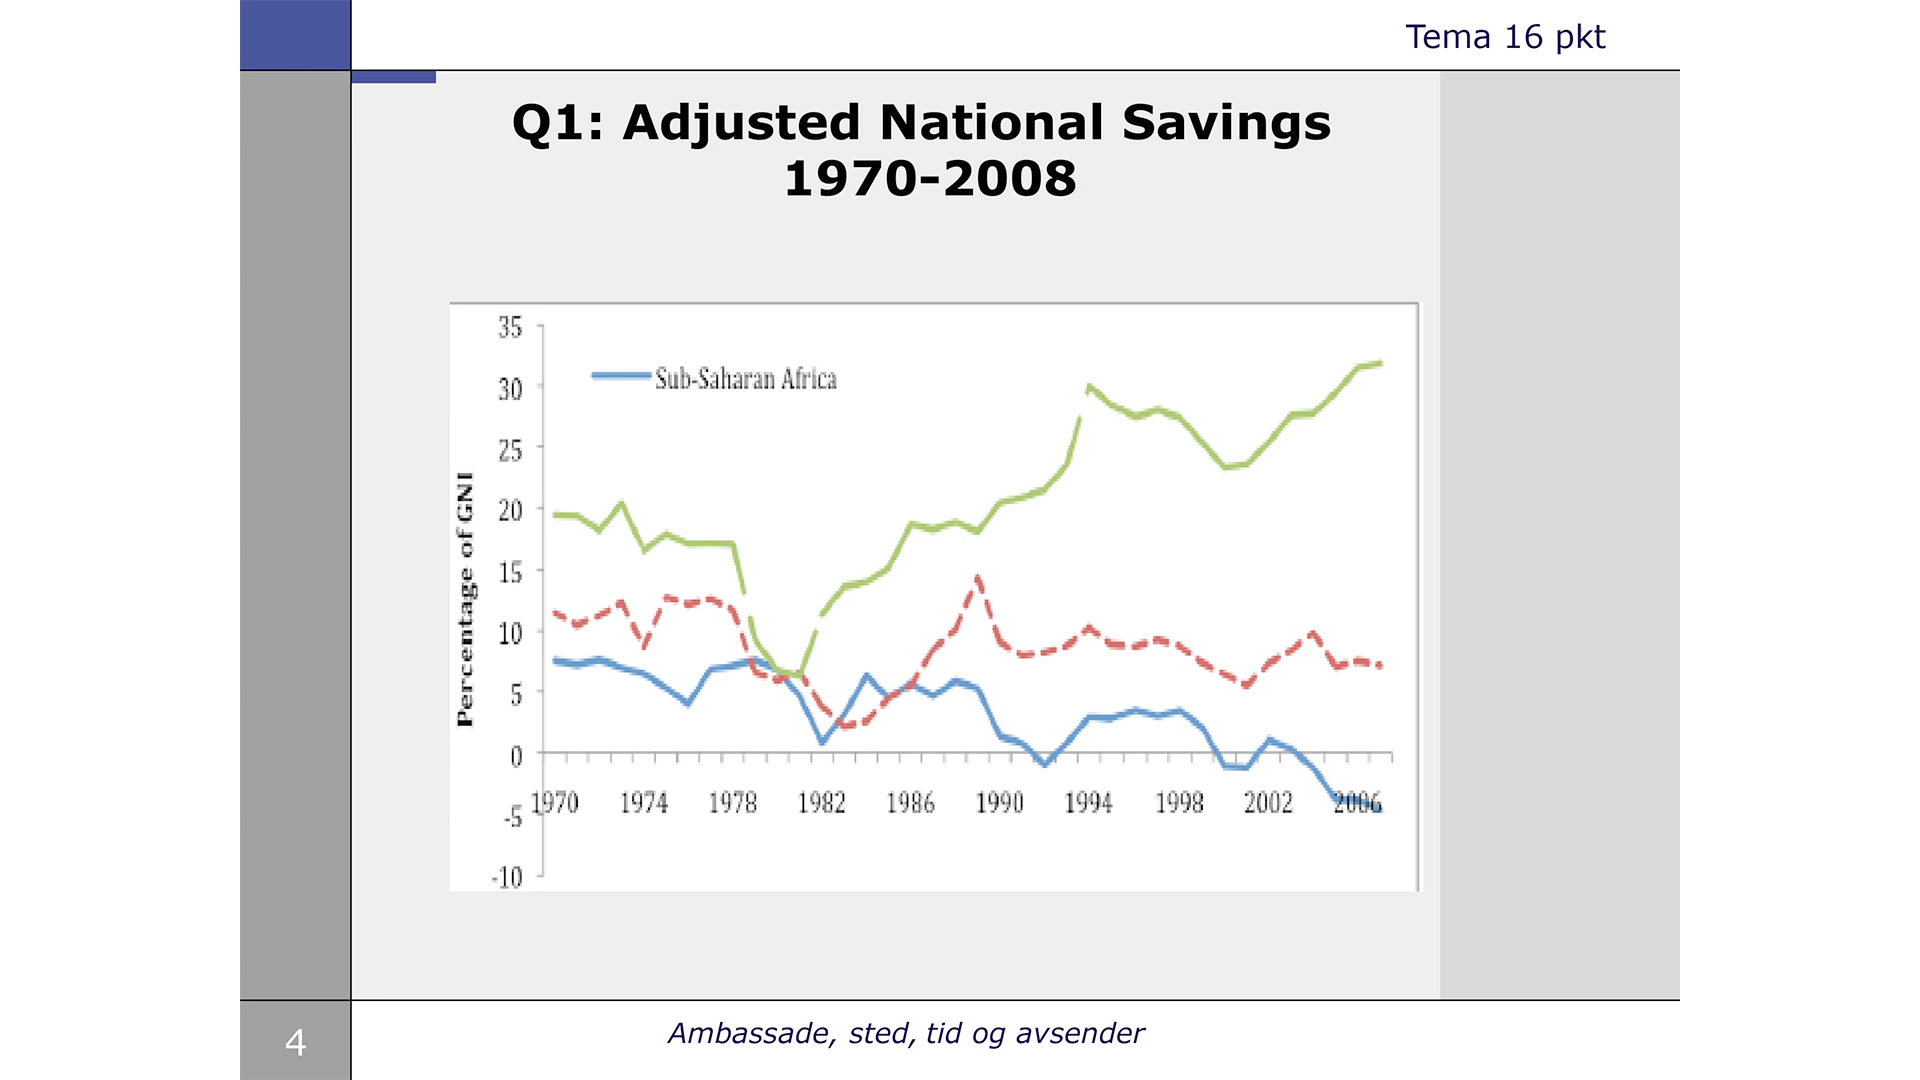 Tema 16 pkt
Q1: Adjusted National Savings
1970-2008
35
30
25
20
15
10
5
0
-5
-10
Percentage of GNI
Sub-Saharan Africa
1970 1974 1978 1982 1986 1990 1994 1998 2002 2006
4
Ambassade, sted, tid og avsender